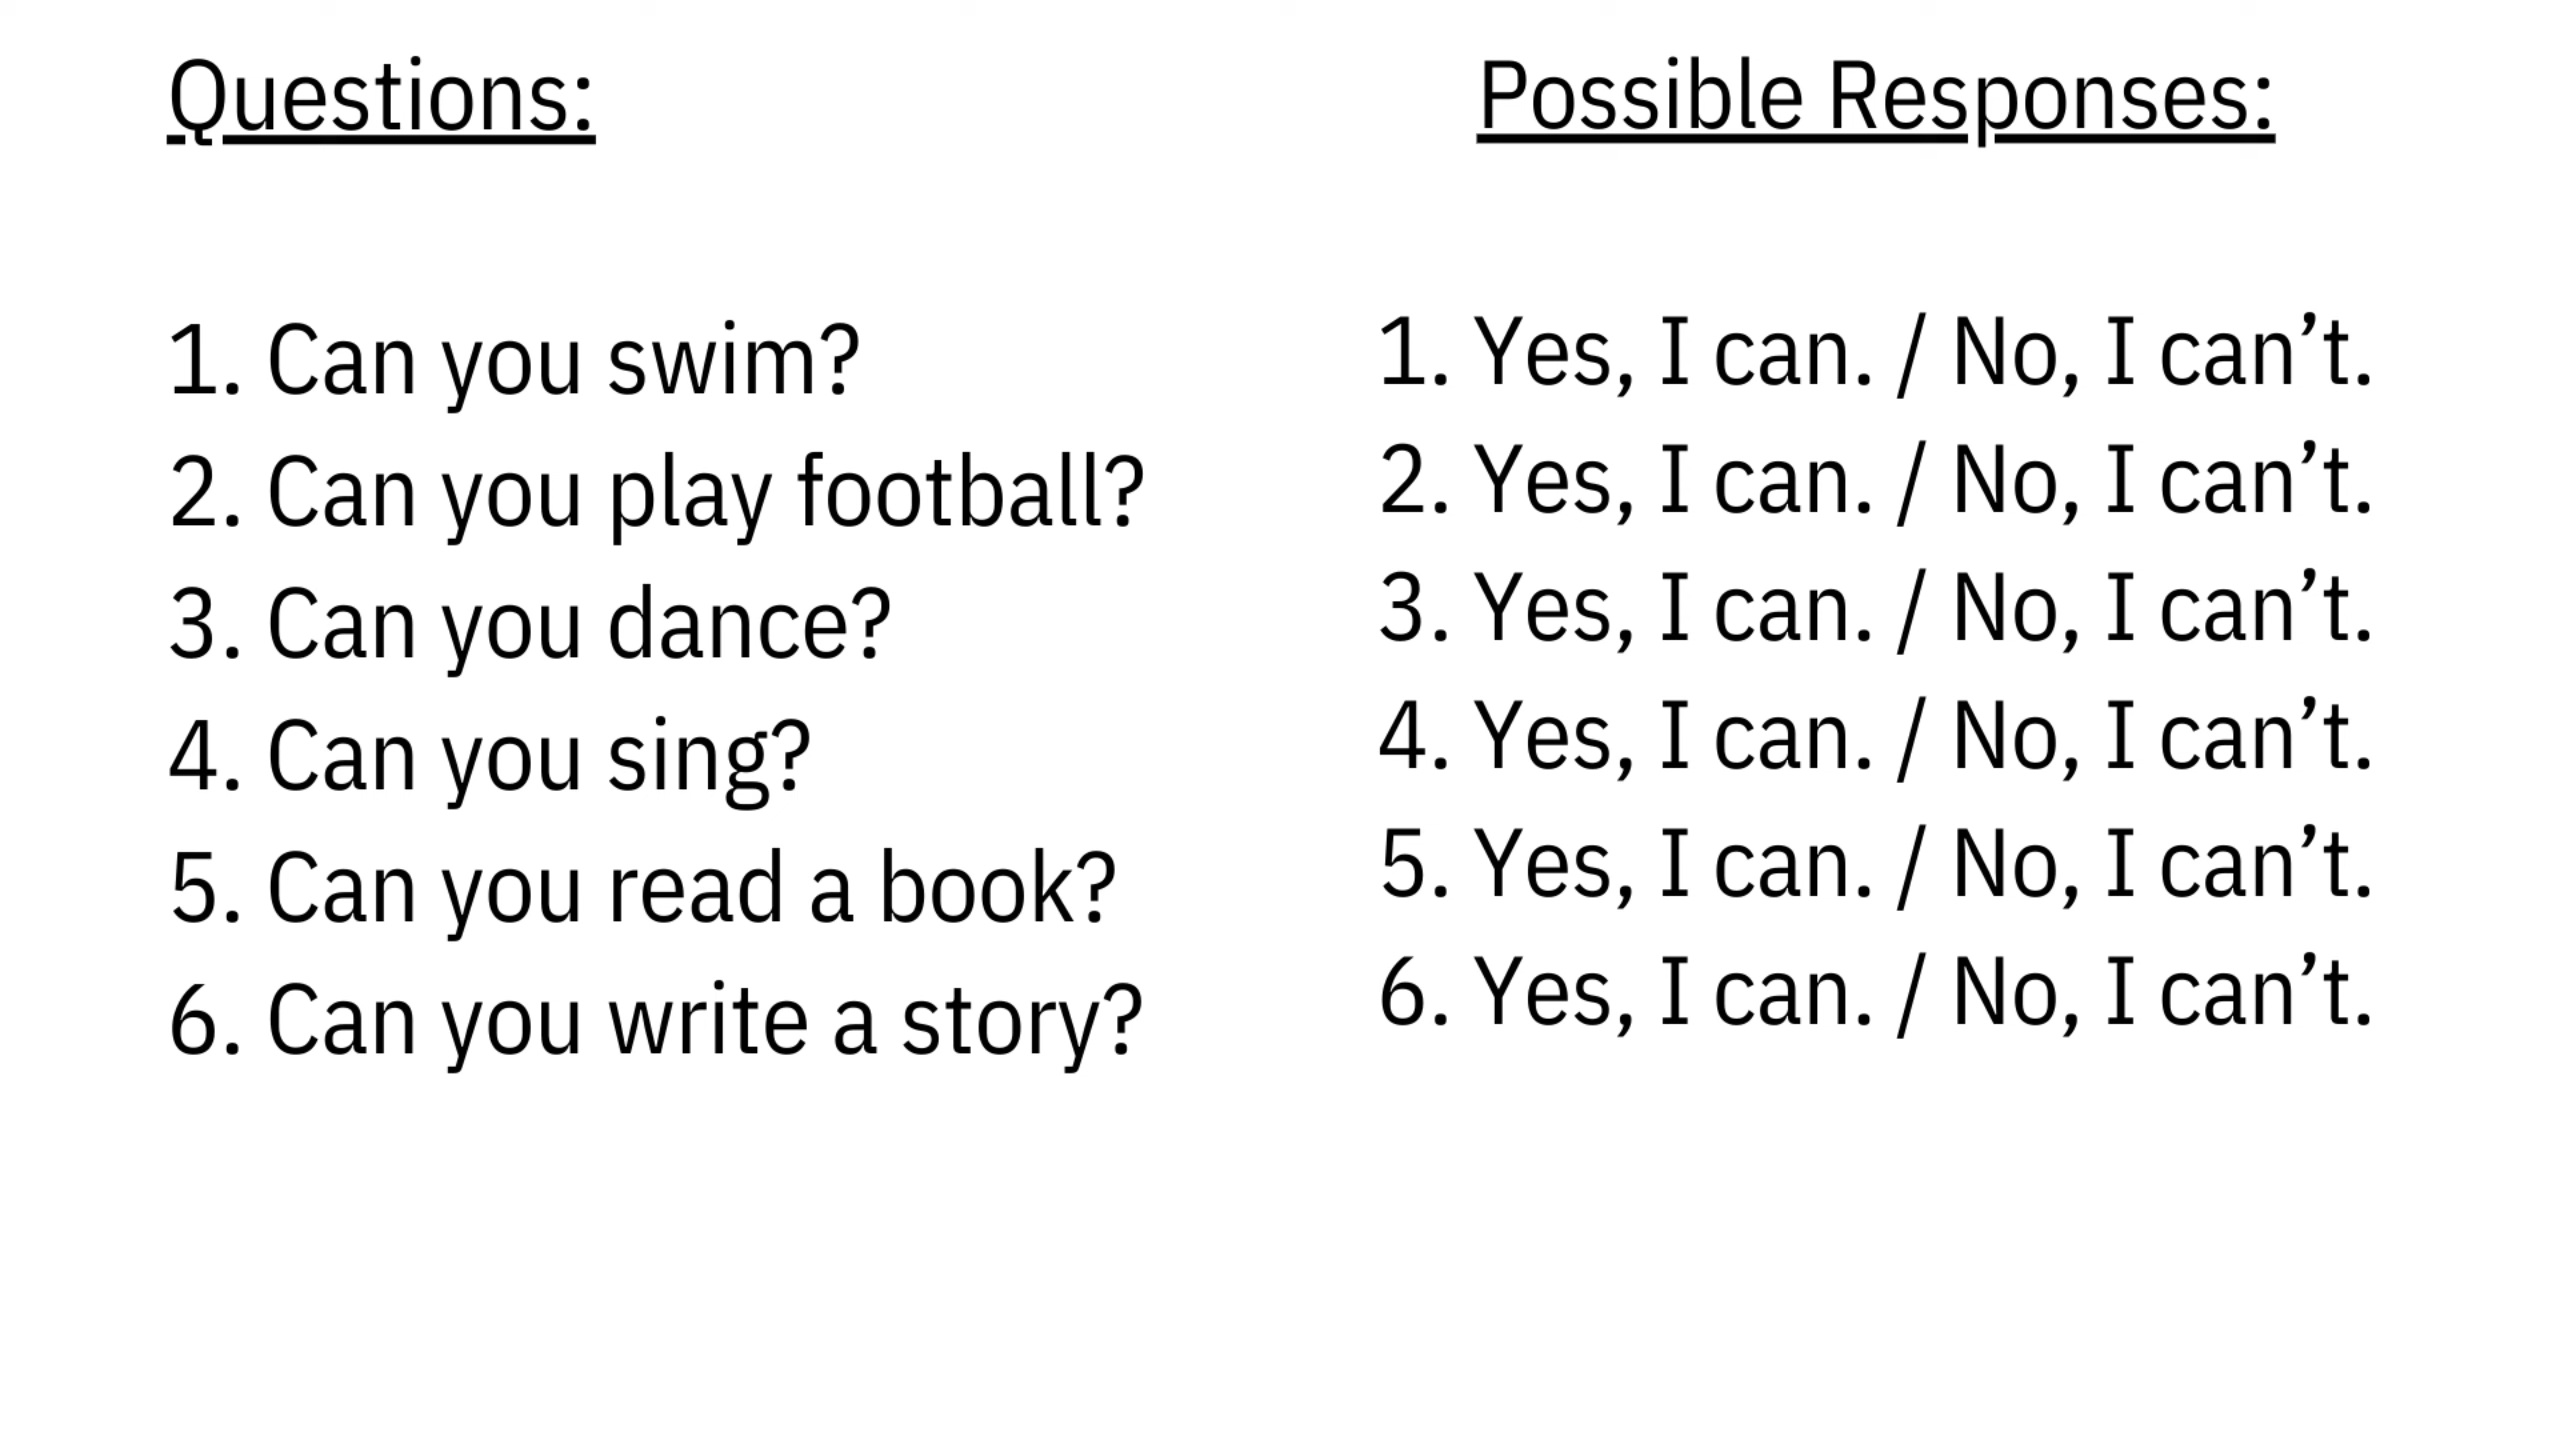 Questions:
1. Can you swim?
2. Can you play football?
3. Can you dance?
4. Can you sing?
5. Can you read a book?
6. Can you write a story?
Possible Responses:
1. Yes, I can. / No, I can’t.
2. Yes, I can. / No, I can’t.
3. Yes, I can. / No, I can’t.
4. Yes, I can. / No, I can’t.
5. Yes, I can. / No, I can’t.
6. Yes, I can. / No, I can’t.